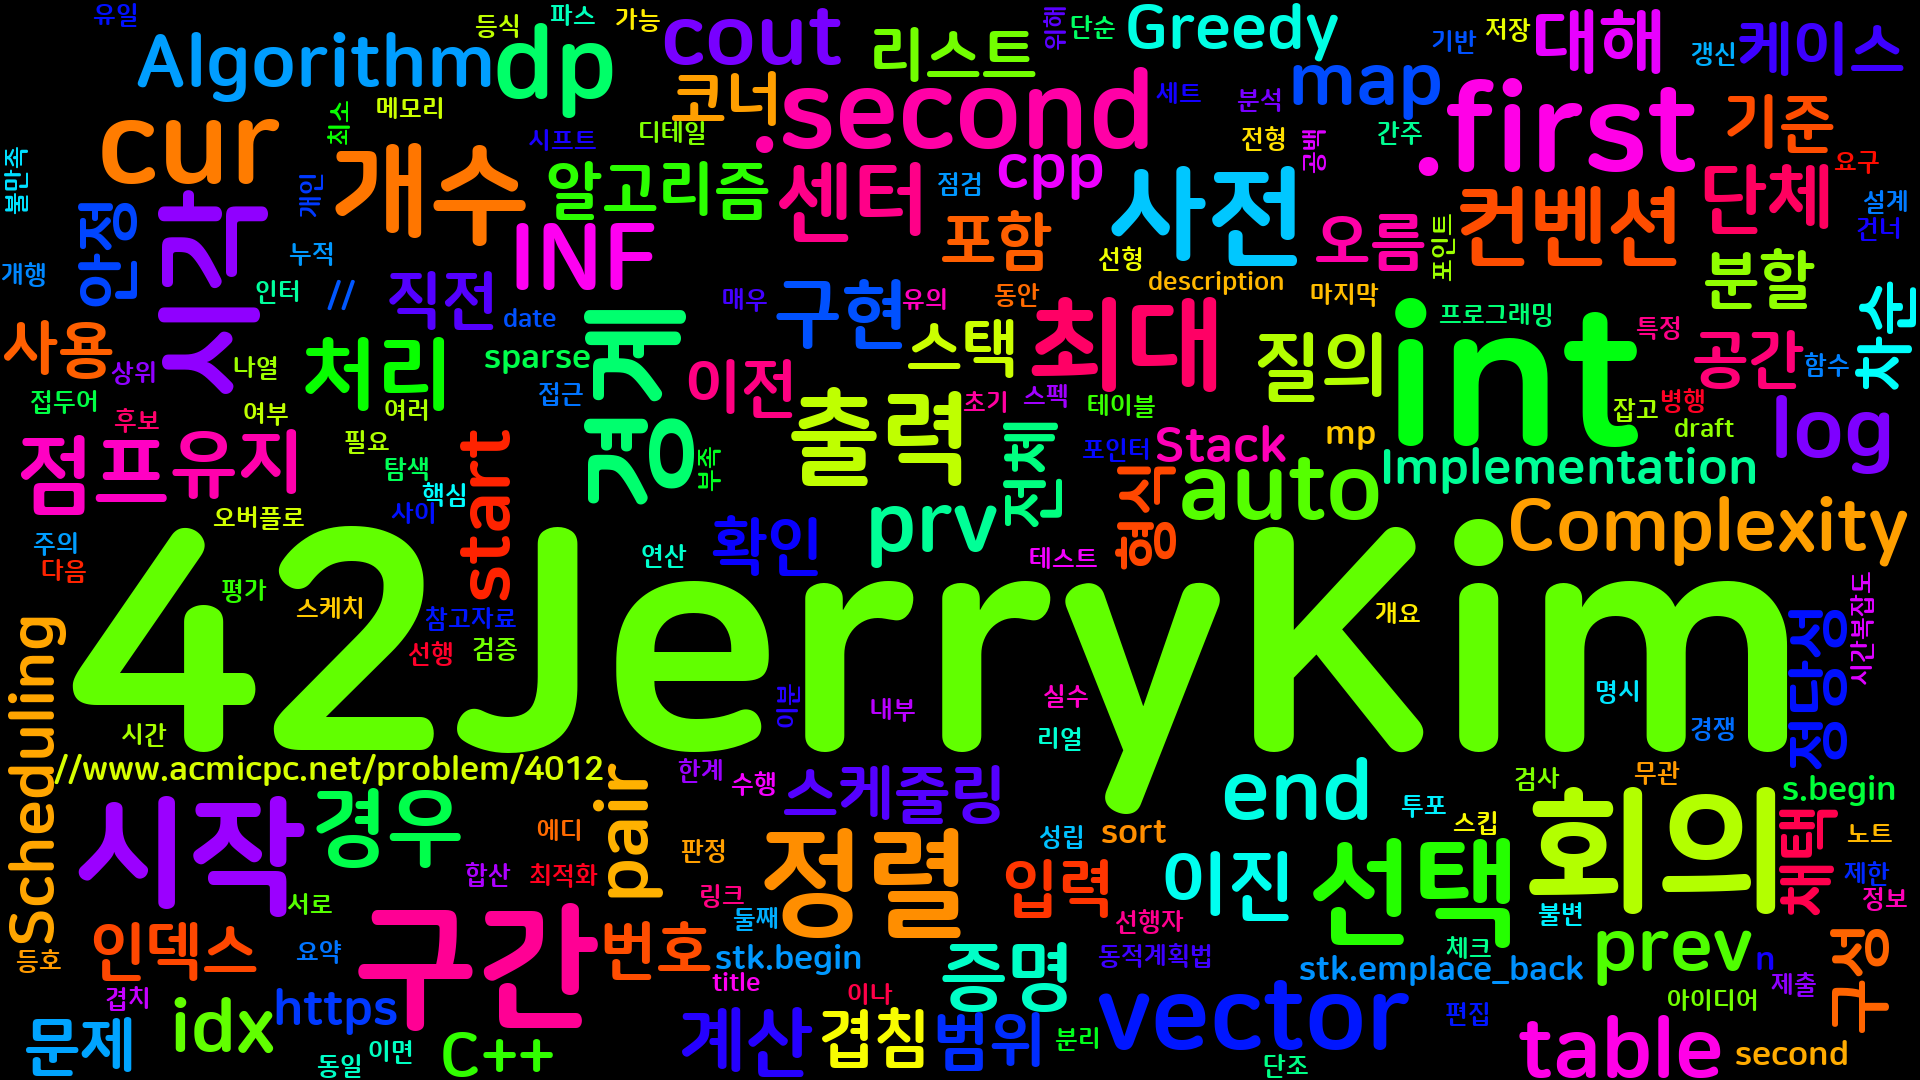 유일
등식
파스
가능
위해
단순
Greedy
기반
저장
대해
갱신
케이스
Algorithm
dp
cout
리스트
map
최소
메모리
코너
.second
세트
분석
.first
기준
cur
시프트
디테일
전형
공백
간주
요구
불만족
개인
개수
알고리즘
센터
점검
cpp
사전
오름
컨벤션
단체
설계
건너
안정
시각
누적
INF
포함
선형
포인트
분할
개행
인터
//
직전
매우
구현
유의
동안
description
마지막
프로그래밍
특정
차순
사용
date
경계
상위
나열
처리
sparse
이전
스택
최대
질의
int
공간
함수
접두어
후보
여부
여러
접근
초기
스펙
테이블
잡고
병행
점프
유지
필요
탐색
start
출력
전체
포인터
Stack
mp
draft
log
핵심
부족
형식
auto
Implementation
오버플로
사이
prv
Complexity
주의
다음
확인
연산
테스트
평가
스케치
참고자료
개요
시간복잡도
42JerryKim
선행
검증
정당성
Scheduling
이분
내부
실수
명시
시간
리얼
경쟁
//www.acmicpc.net/problem/4012
한계
수행
스케줄링
end
검사
무관
s.begin
시작
경우
pair
투포
스킵
회의
채택
노트
에디
판정
정렬
성립
sort
합산
최적화
링크
입력
이진
선택
제한
정보
서로
둘째
선행자
불변
인덱스
구간
번호
stk.begin
증명
동적계획법
체크
prev
n
구성
등호
요약
title
stk.emplace_back
제출
겹치
idx
https
이나
vector
편집
아이디어
문제
동일
이면
C++
계산
겹침
범위
분리
단조
table
second